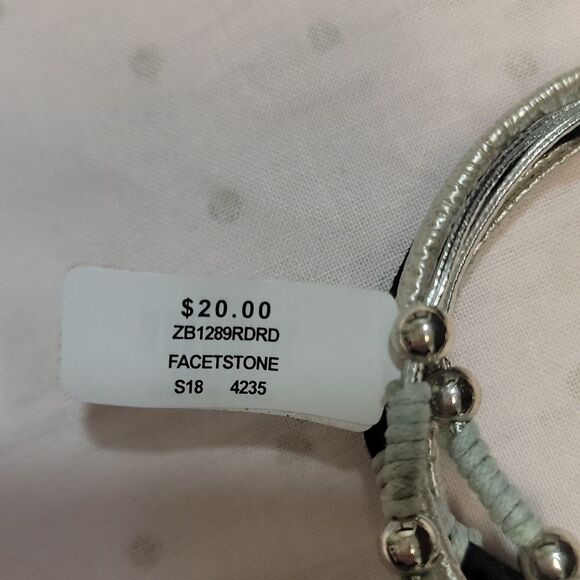 $20.00
ZB1289RDRD
FACETSTONE
S18 4235